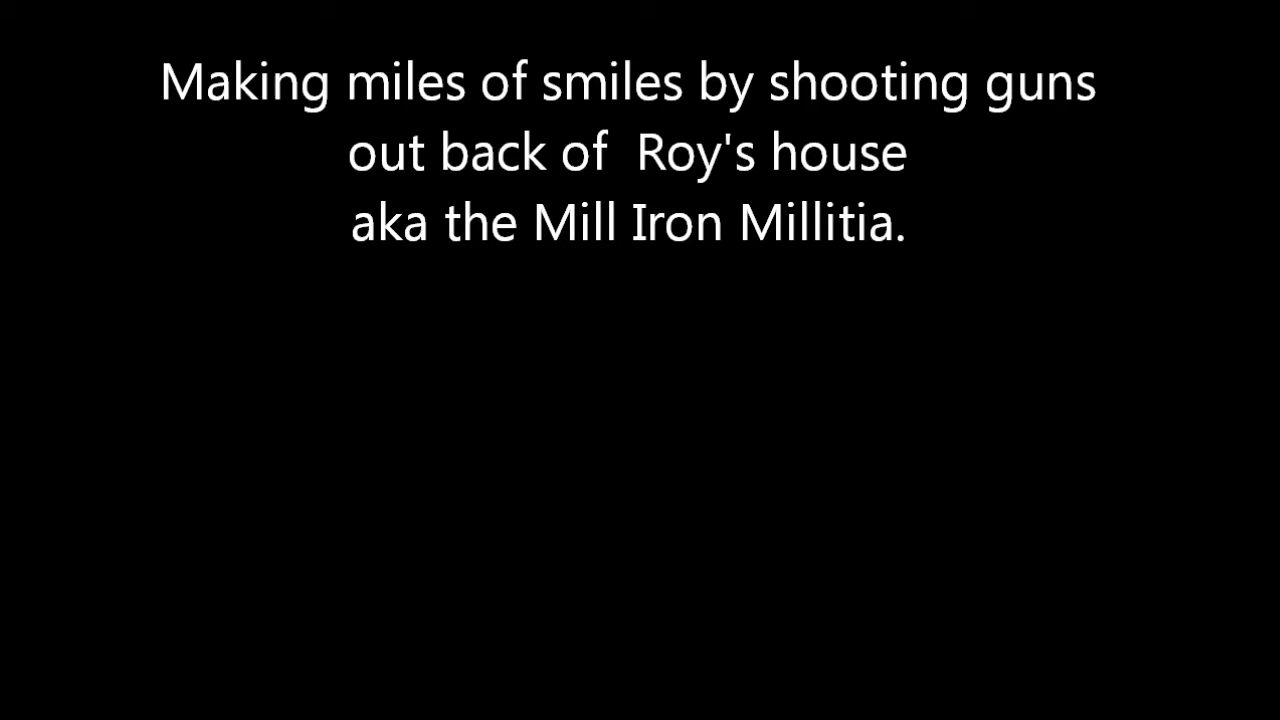 Making miles of smiles by shooting guns
out back of  Roy's house
aka the Mill Iron Millitia.